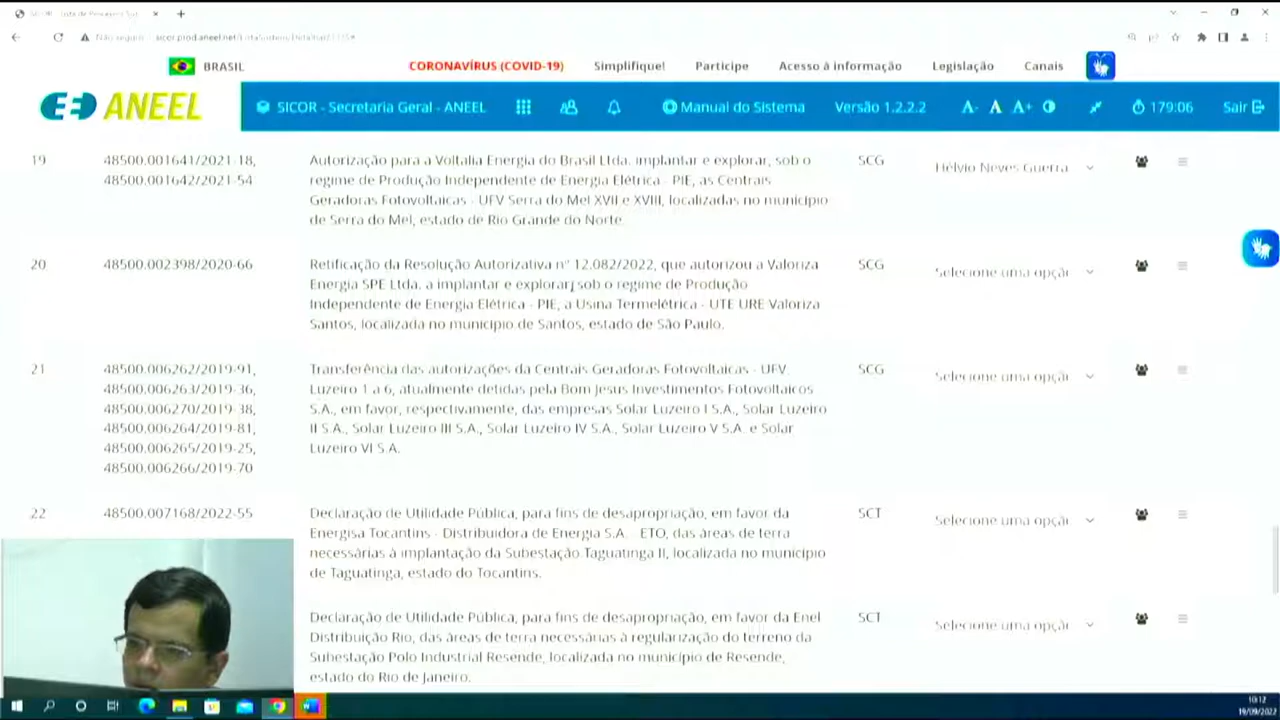 Não seguro
BRASIL
CORONAVÍRUS (COVID-19) Simplifique! Participe Acesso à informação Legislação Canais
ANEEL
SICOR - Secretaria Geral - ANEEL Manual do Sistema Versão 1.2.2.2 A- A A+ 179:06 Sair
19 48500.001641/2021-18, Autorização para a Voltalia Energia do Brasil Ltda. implantar e explorar, sob o SCG Hélvio Neves Guerra
48500.001642/2021-54 regime de Produção Independente de Energia Elétrica - PIE, as Centrais
Geradoras Fotovoltaicas - UFV Serra do Mel XVII e XVIII, localizadas no município
de Serra do Mel, estado de Rio Grande do Norte.
20 48500.002398/2020-66 Retificação da Resolução Autorizativa nº 12.082/2022, que autorizou a Valoriza SCG Selecione uma opçã
Energia SPE Ltda. a implantar e explorar, sob o regime de Produção
Independente de Energia Elétrica - PIE, a Usina Termelétrica - UTE URE Valoriza
Santos, localizada no município de Santos, estado de São Paulo.
21 48500.006262/2019-91, Transferência das autorizações da Centrais Geradoras Fotovoltaicas - UFV, SCG Selecione uma opçã
48500.006263/2019-36, Luzeiro 1 a 6, atualmente detidas pela Bom Jesus Investimentos Fotovoltaicos
48500.006270/2019-38, S.A., em favor, respectivamente, das empresas Solar Luzeiro I S.A., Solar Luzeiro
48500.006264/2019-81, II S.A., Solar Luzeiro III S.A., Solar Luzeiro IV S.A., Solar Luzeiro V S.A. e Solar
48500.006265/2019-25, Luzeiro VI S.A.
48500.006266/2019-70
22 48500.007168/2022-55 Declaração de Utilidade Pública, para fins de desapropriação, em favor da SCT Selecione uma opçã
Energisa Tocantins - Distribuidora de Energia S.A. ETO, das áreas de terra
necessárias à implantação da Subestação Taguatinga II, localizada no município
de Taguatinga, estado do Tocantins.
Declaração de Utilidade Pública, para fins de desapropriação, em favor da Enel SCT Selecione uma opçã
Distribuição Rio, das áreas de terra necessárias à regularização do terreno da
Subestação Polo Industrial Resende, localizada no município de Resende,
estado do Rio de Janeiro.
10:12
19/09/2022